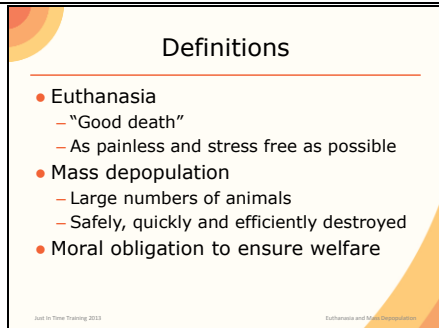 Definitions
● Euthanasia
– “Good death”
– As painless and stress free as possible
● Mass depopulation
– Large numbers of animals
– Safely, quickly and efficiently destroyed
● Moral obligation to ensure welfare
Just In Time Training 2013
Euthanasia and Mass Depopulation